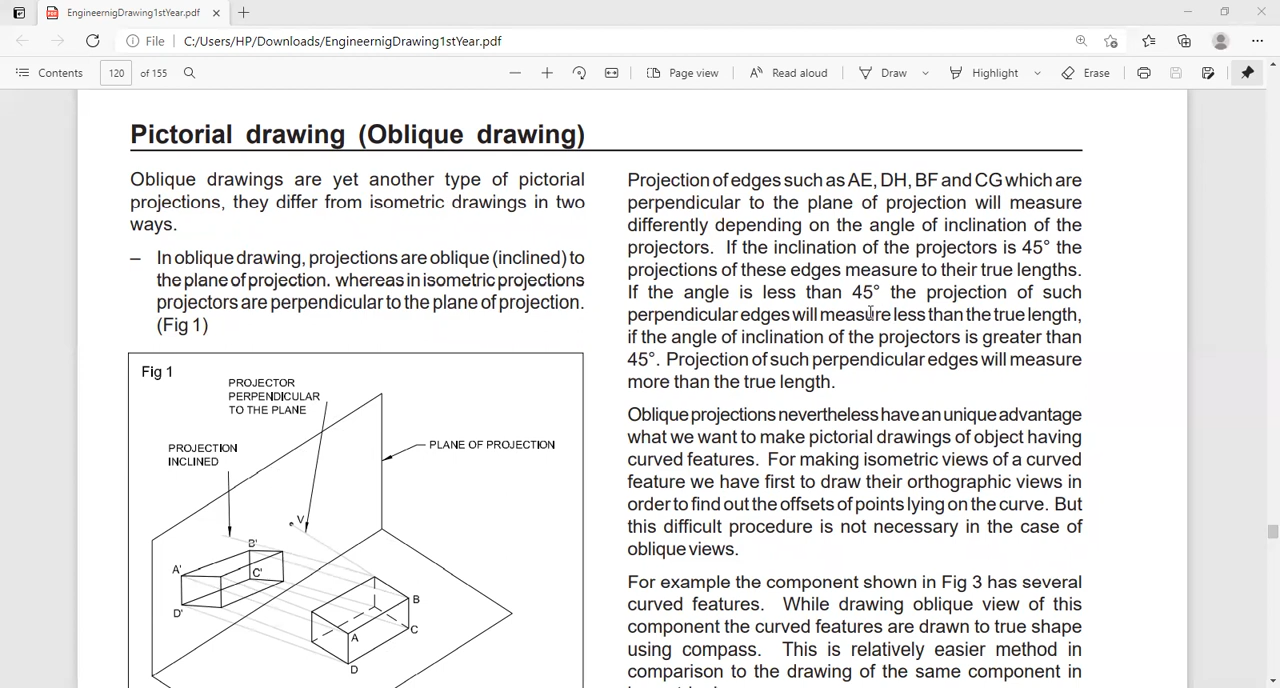 EngineernigDrawing1stYear.pdf
File
C:/Users/HP/Downloads/EngineernigDrawing1stYear.pdf
Contents
120
of 155
Page view
Read aloud
Draw
Highlight
Erase
Pictorial drawing (Oblique drawing)
Oblique drawings are yet another type of pictorial
projections, they differ from isometric drawings in two
ways.
– In oblique drawing, projections are oblique (inclined) to
the plane of projection. whereas in isometric projections
projectors are perpendicular to the plane of projection.
(Fig 1)
Fig 1
PROJECTOR
PERPENDICULAR
TO THE PLANE
PROJECTION
INCLINED
PLANE OF PROJECTION
V
B'
A'
C'
D'
B
C
A
D
Projection of edges such as AE, DH, BF and CG which are
perpendicular to the plane of projection will measure
differently depending on the angle of inclination of the
projectors. If the inclination of the projectors is 45° the
projections of these edges measure to their true lengths.
If the angle is less than 45° the projection of such
perpendicular edges will measure less than the true length,
if the angle of inclination of the projectors is greater than
45°. Projection of such perpendicular edges will measure
more than the true length.
Oblique projections nevertheless have an unique advantage
what we want to make pictorial drawings of object having
curved features. For making isometric views of a curved
feature we have first to draw their orthographic views in
order to find out the offsets of points lying on the curve. But
this difficult procedure is not necessary in the case of
oblique views.
For example the component shown in Fig 3 has several
curved features. While drawing oblique view of this
component the curved features are drawn to true shape
using compass. This is relatively easier method in
comparison to the drawing of the same component in